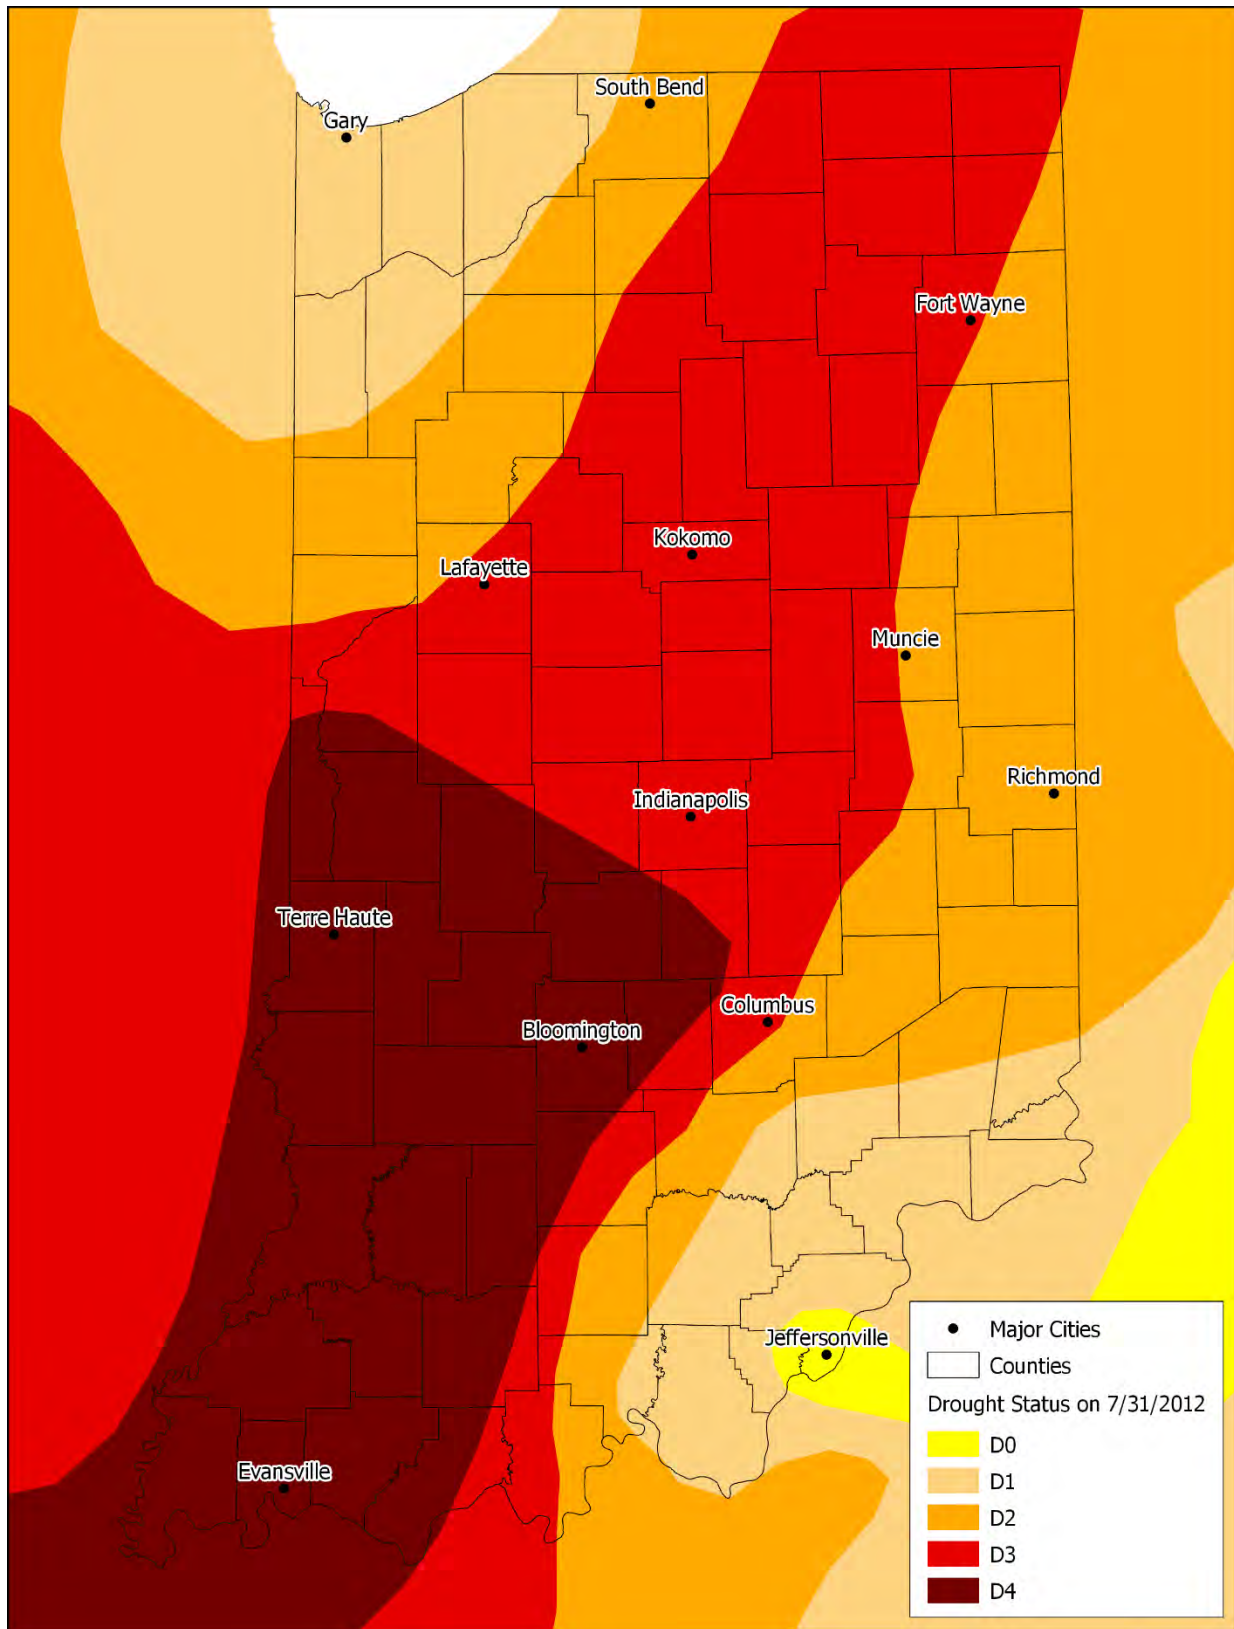 South Bend
Gary
Fort Wayne
Kokomo
Lafayette
Muncie
Richmond
Indianapolis
Terre Haute
Columbus
Bloomington
Jeffersonville
Evansville
Major Cities
Counties
Drought Status on 7/31/2012
D0
D1
D2
D3
D4